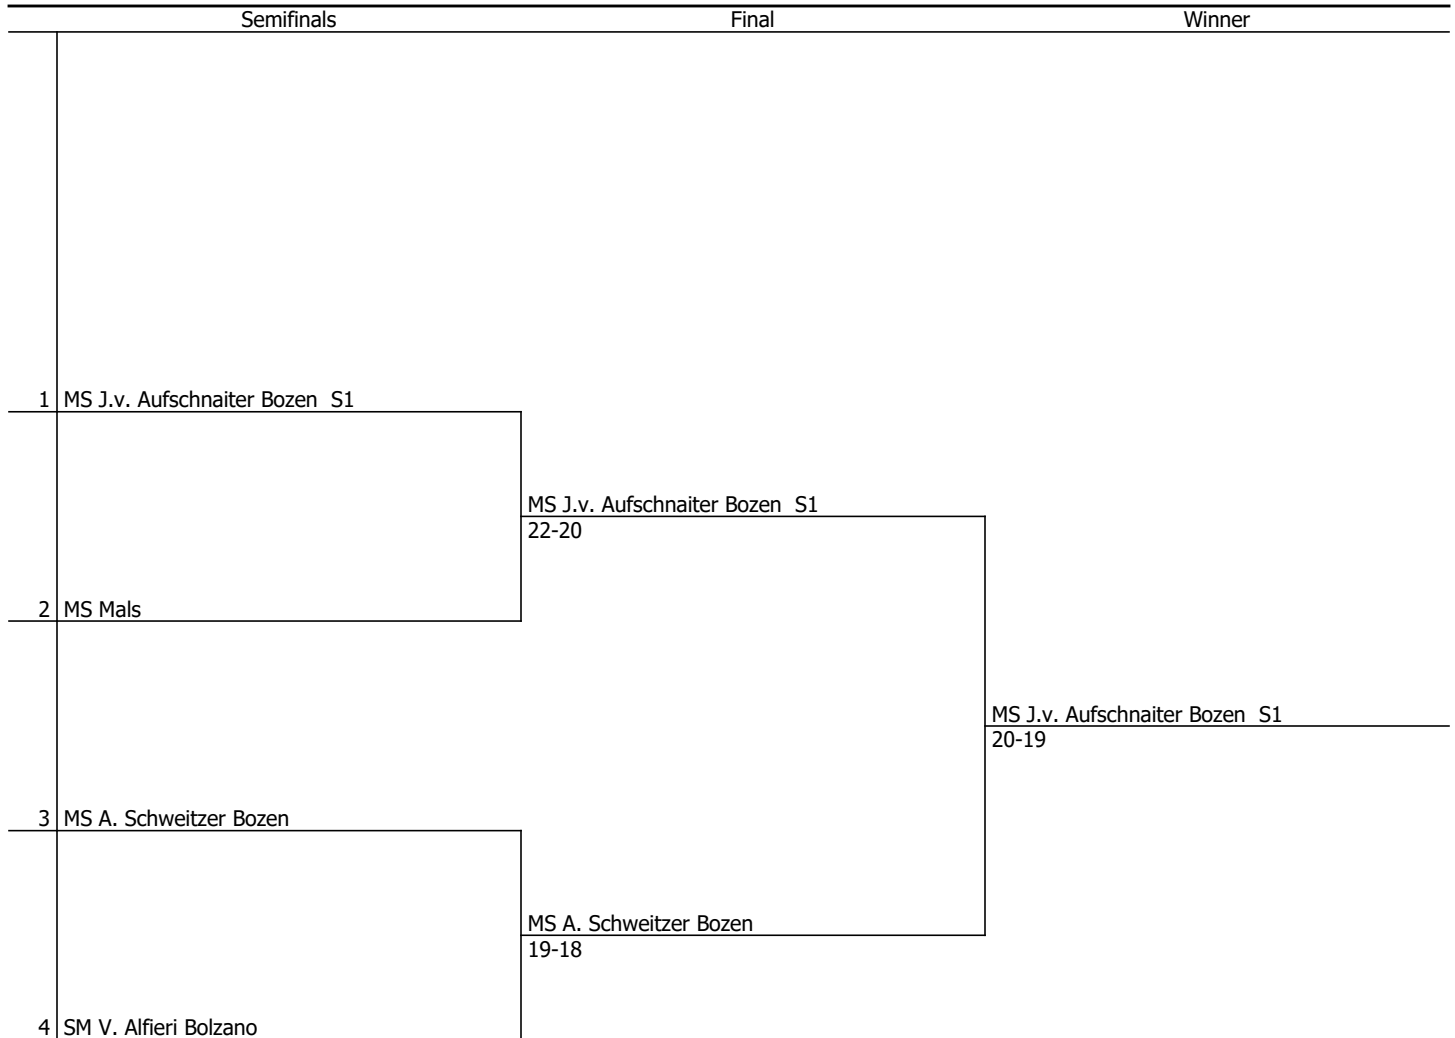 Semifinals Final Winner
1 MS J.v. Aufschnaiter Bozen S1
MS J.v. Aufschnaiter Bozen S1
22-20
2 MS Mals
MS J.v. Aufschnaiter Bozen S1
20-19
3 MS A. Schweitzer Bozen
MS A. Schweitzer Bozen
19-18
4 SM V. Alfieri Bolzano